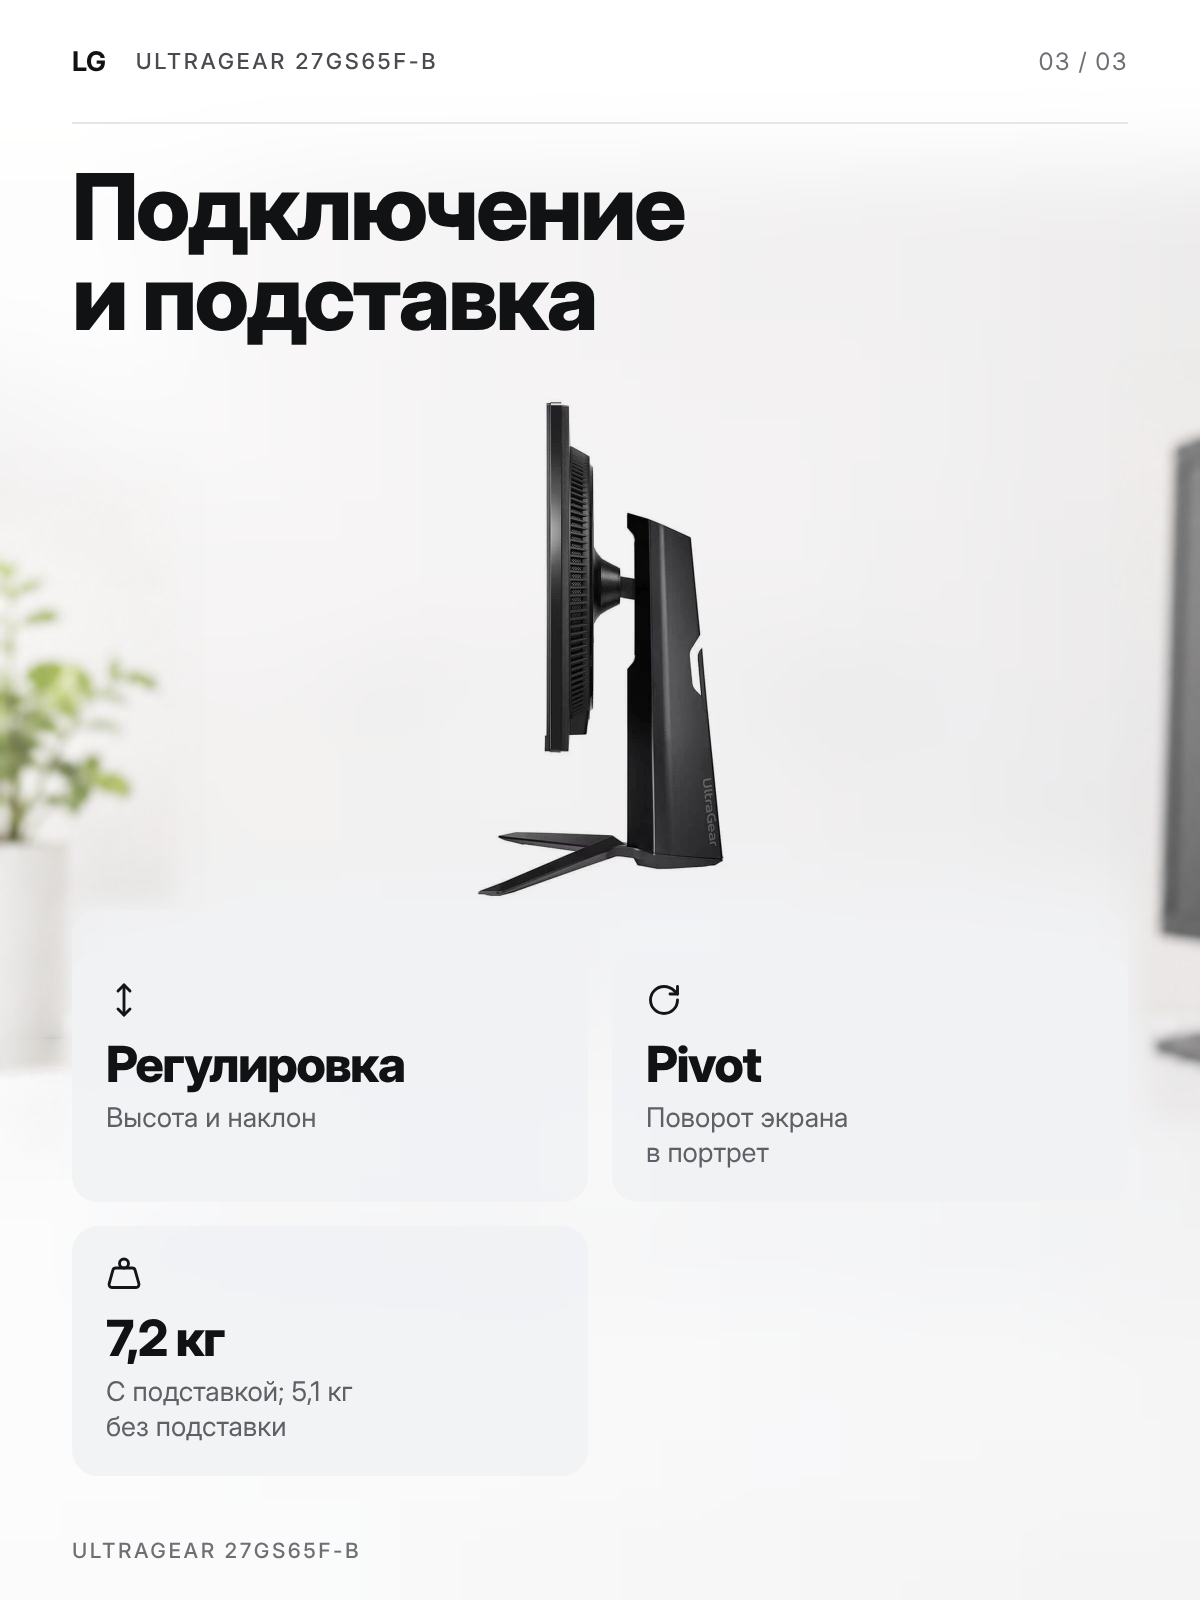 LG ULTRAGEAR 27GS65F-B 03 / 03
Подключение
и подставка
UltraGear
Регулировка
Высота и наклон
Pivot
Поворот экрана
в портрет
7,2 кг
С подставкой; 5,1 кг
без подставки
ULTRAGEAR 27GS65F-B